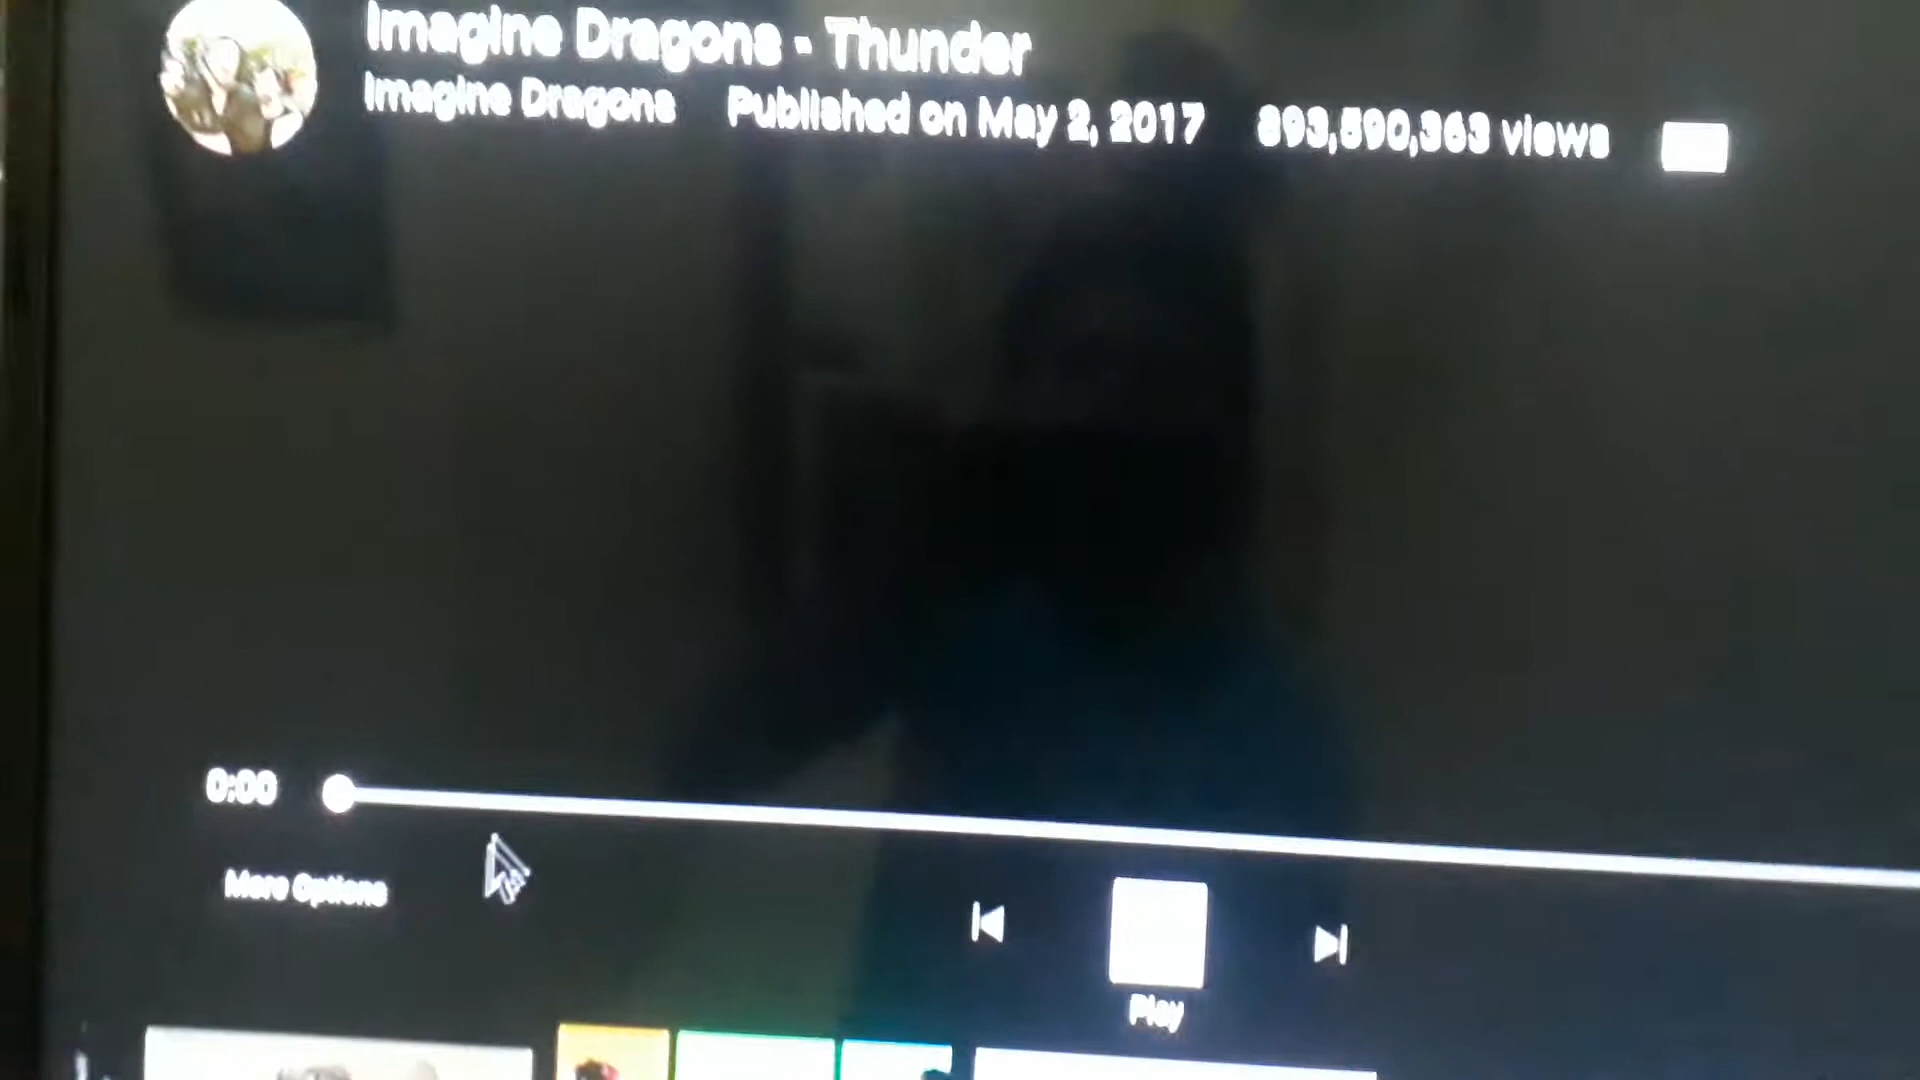 Imagine Dragons - Thunder
Imagine Dragons Published on May 2, 2017 893,590,363 views
0:00
More Options
Play